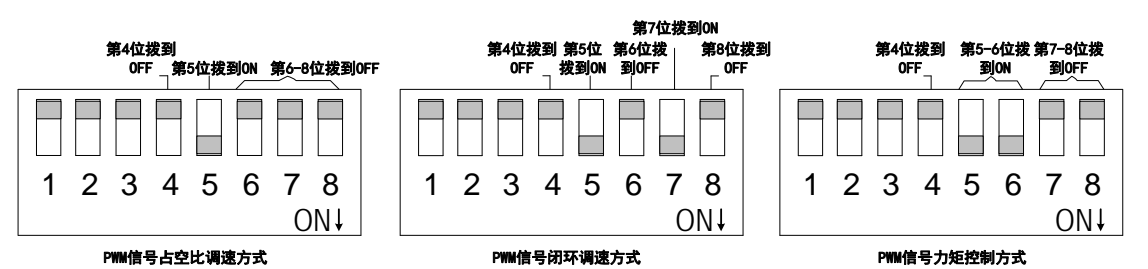 第4位拨到
OFF
第5位拨到ON
第6-8位拨到OFF
1 2 3 4 5 6 7 8
ON↓
PWM信号占空比调速方式
第7位拨到ON
第4位拨到
OFF
第5位
拨到ON
第6位拨
到OFF
第8位拨到
OFF
1 2 3 4 5 6 7 8
ON↓
PWM信号闭环调速方式
第4位拨到
OFF
第5-6位拨
到ON
第7-8位拨
到OFF
1 2 3 4 5 6 7 8
ON↓
PWM信号力矩控制方式